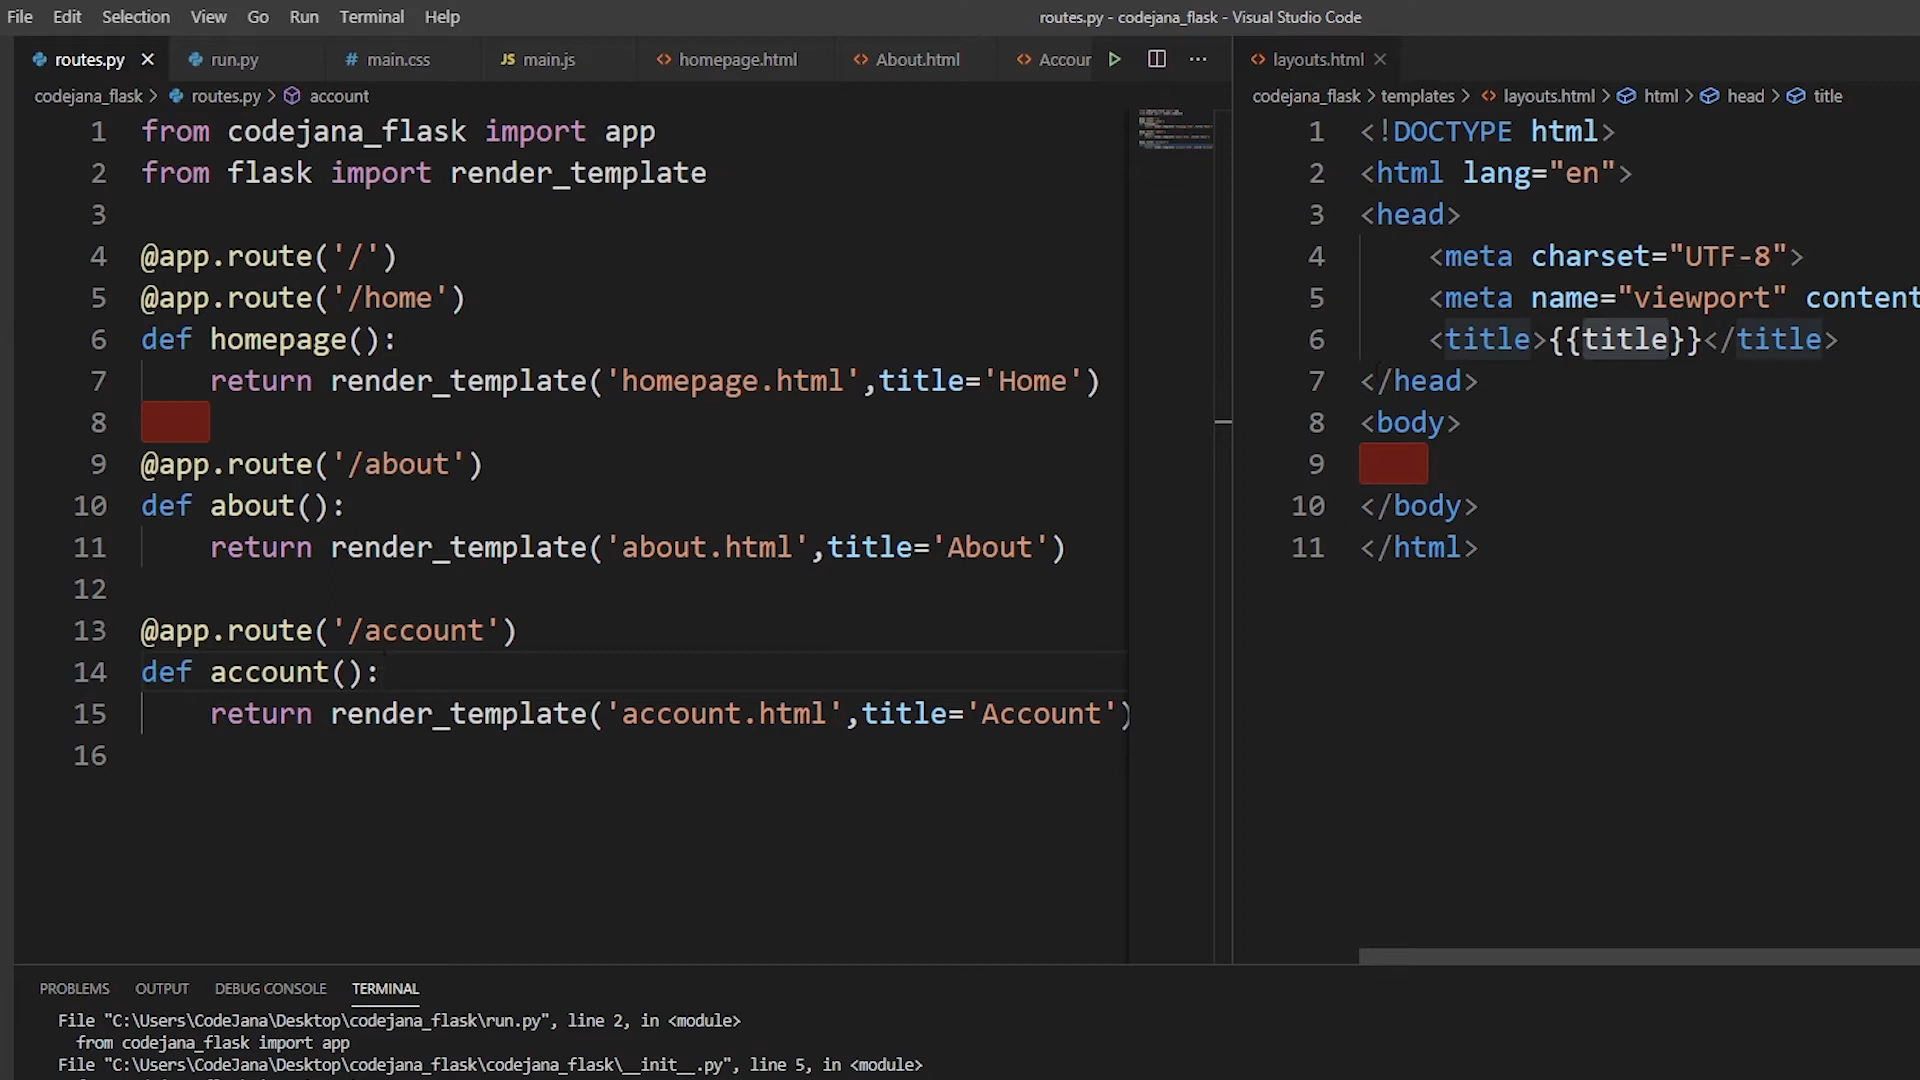 File Edit Selection View Go Run Terminal Help
routes.py - codejana_flask - Visual Studio Code
routes.py run.py # main.css JS main.js homepage.html About.html Accour
codejana_flask > routes.py > account
1 from codejana_flask import app
2 from flask import render_template
3
4 @app.route('/')
5 @app.route('/home')
6 def homepage():
7 return render_template('homepage.html',title='Home')
8
9 @app.route('/about')
10 def about():
11 return render_template('about.html',title='About')
12
13 @app.route('/account')
14 def account():
15 return render_template('account.html',title='Account')
16
layouts.html
codejana_flask > templates > layouts.html > html > head > title
1 <!DOCTYPE html>
2 <html lang="en">
3 <head>
4 <meta charset="UTF-8">
5 <meta name="viewport" content
6 <title>{{title}}</title>
7 </head>
8 <body>
9
10 </body>
11 </html>
PROBLEMS OUTPUT DEBUG CONSOLE TERMINAL
File "C:\Users\CodeJana\Desktop\codejana_flask\run.py", line 2, in <module>
from codejana_flask import app
File "C:\Users\CodeJana\Desktop\codejana_flask\codejana_flask\__init__.py", line 5, in <module>